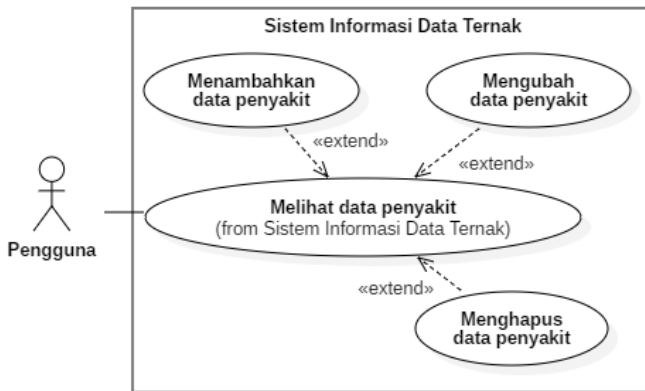 Sistem Informasi Data Ternak
Menambahkan
data penyakit
Mengubah
data penyakit
«extend»
«extend»
Melihat data penyakit
(from Sistem Informasi Data Ternak)
Pengguna
«extend»
Menghapus
data penyakit